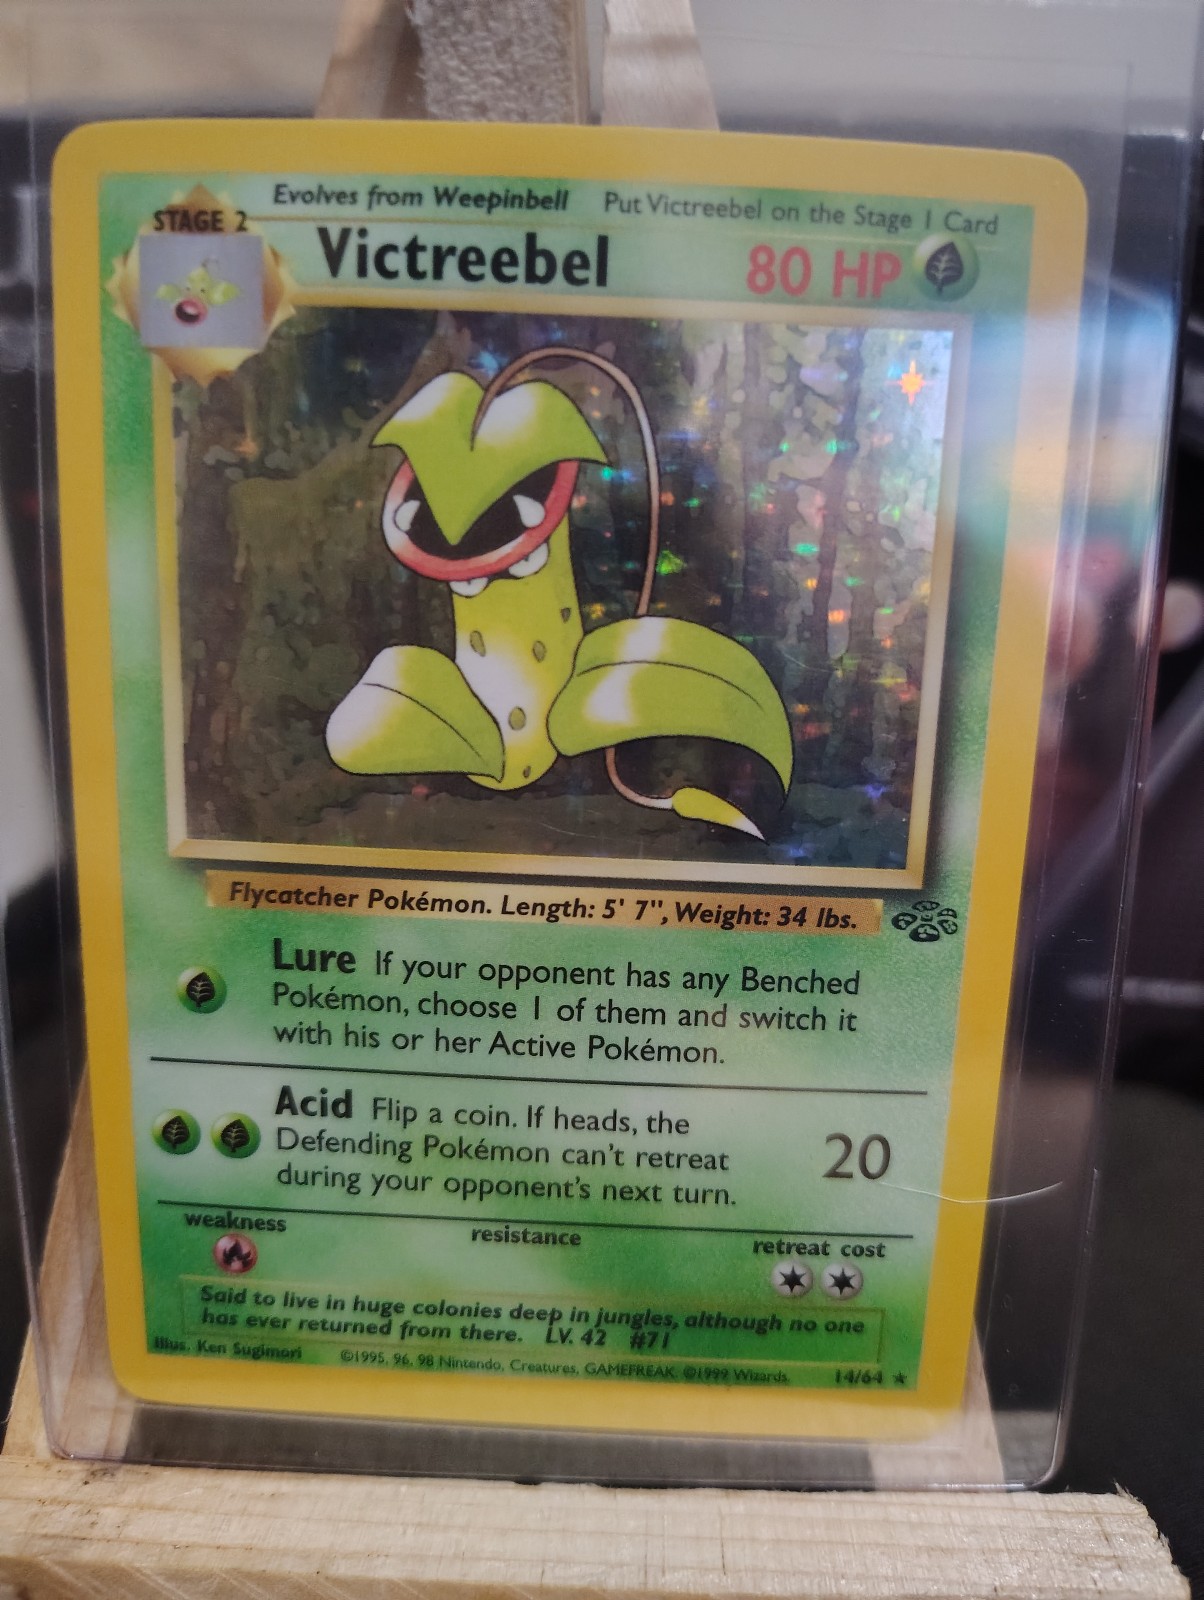 Evolves from Weepinbell Put Victreebel on the Stage 1 Card
STAGE 2
Victreebel 80 HP
Flycatcher Pokémon. Length: 5' 7", Weight: 34 lbs.
Lure If your opponent has any Benched
Pokémon, choose 1 of them and switch it
with his or her Active Pokémon.
Acid Flip a coin. If heads, the
Defending Pokémon can't retreat
during your opponent's next turn.
20
weakness resistance retreat cost
Said to live in huge colonies deep in jungles, although no one
has ever returned from there. LV. 42 #71
Illus. Ken Sugimori ©1995, 96, 98 Nintendo, Creatures, GAMEFREAK. ©1999 Wizards. 14/64 ★